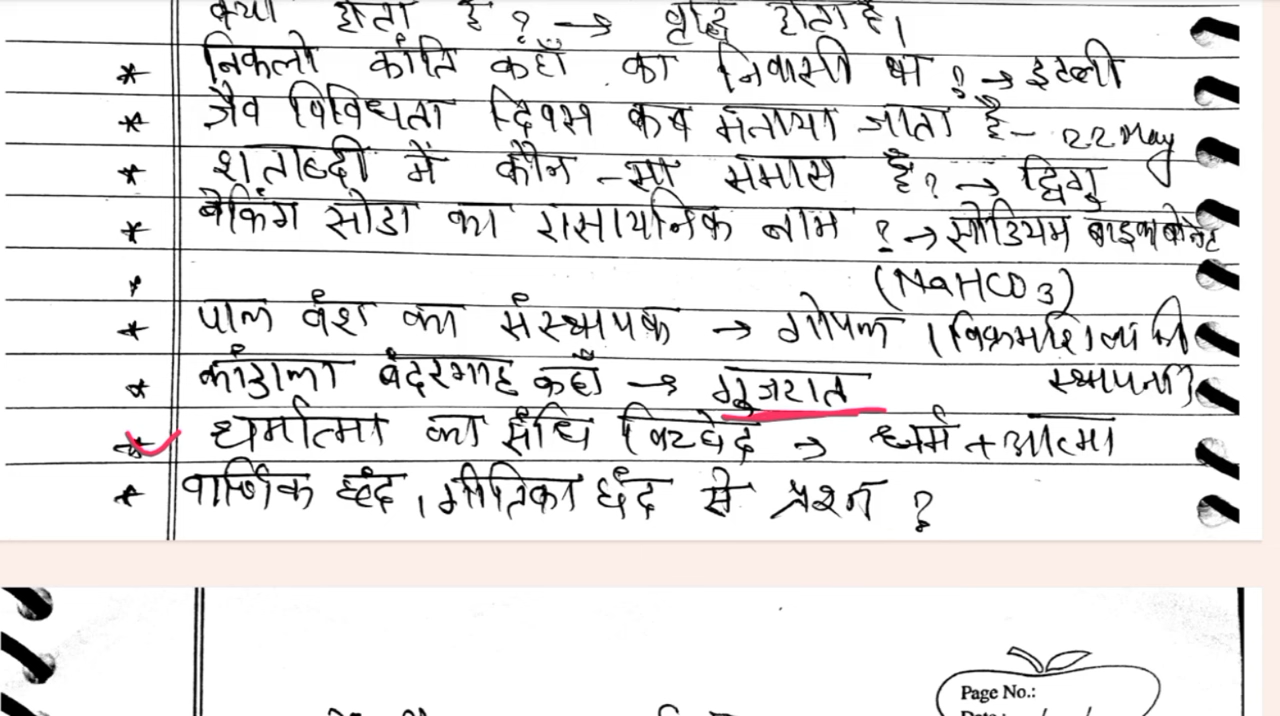 क्या होता है? → वृद्धि होता है।
* निकलो कांति कहाँ का निवासी था? → इटली
* जैव विविधता दिवस कब मनाया जाता है – 22 May
* शताब्दी में कौन-सा समास है? → द्विगु
* बेकिंग सोडा का रासायनिक नाम? → सोडियम बाइकार्बोनेट
(NaHCO3)
* पाल वंश का संस्थापक → गोपाल (विक्रमशिला की
* कांडला बंदरगाह कहाँ → गुजरात स्थापना)
* धर्मात्मा का संधि विच्छेद → धर्म + आत्मा
* वार्णिक छंद, गीतिका छंद से प्रश्न?
Page No.: